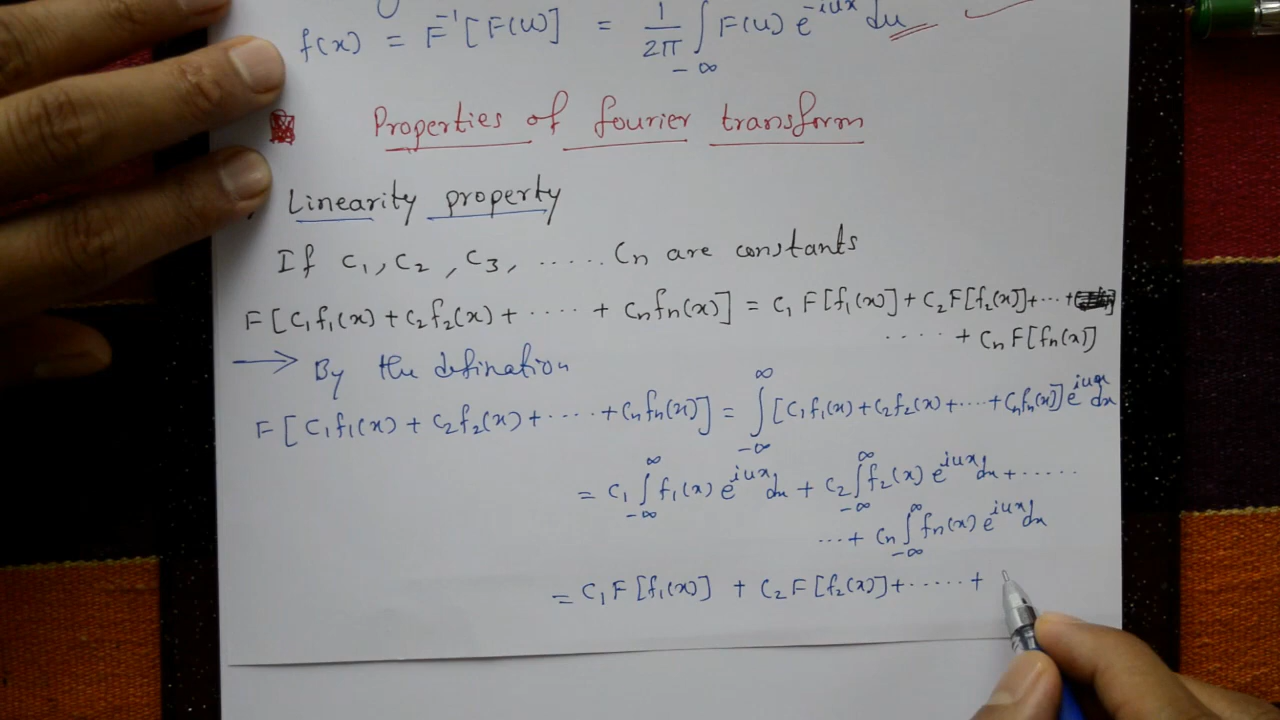 f(x) = F⁻¹[F(u)] = 1/2π ∫_{-∞} F(u) e^{-iux} du
Properties of fourier transform
Linearity property
If c₁, c₂, c₃, ..... Cn are constants
F[c₁f₁(x) + c₂f₂(x) + ..... + cnfn(x)] = c₁ F[f₁(x)] + c₂F[f₂(x)] + ... +
.... + cn F[fn(x)]
→ By the defination
F[c₁f₁(x) + c₂f₂(x) + ..... + cnfn(x)] = ∫_{-∞}^{∞} [c₁f₁(x) + c₂f₂(x) + .... + cnfn(x)] e^{iux} dx
= c₁ ∫_{-∞}^{∞} f₁(x) e^{iux} dx + c₂ ∫_{-∞}^{∞} f₂(x) e^{iux} dx + ......
... + cn ∫_{-∞}^{∞} fn(x) e^{iux} dx
= c₁F[f₁(x)] + c₂F[f₂(x)] + ...... +